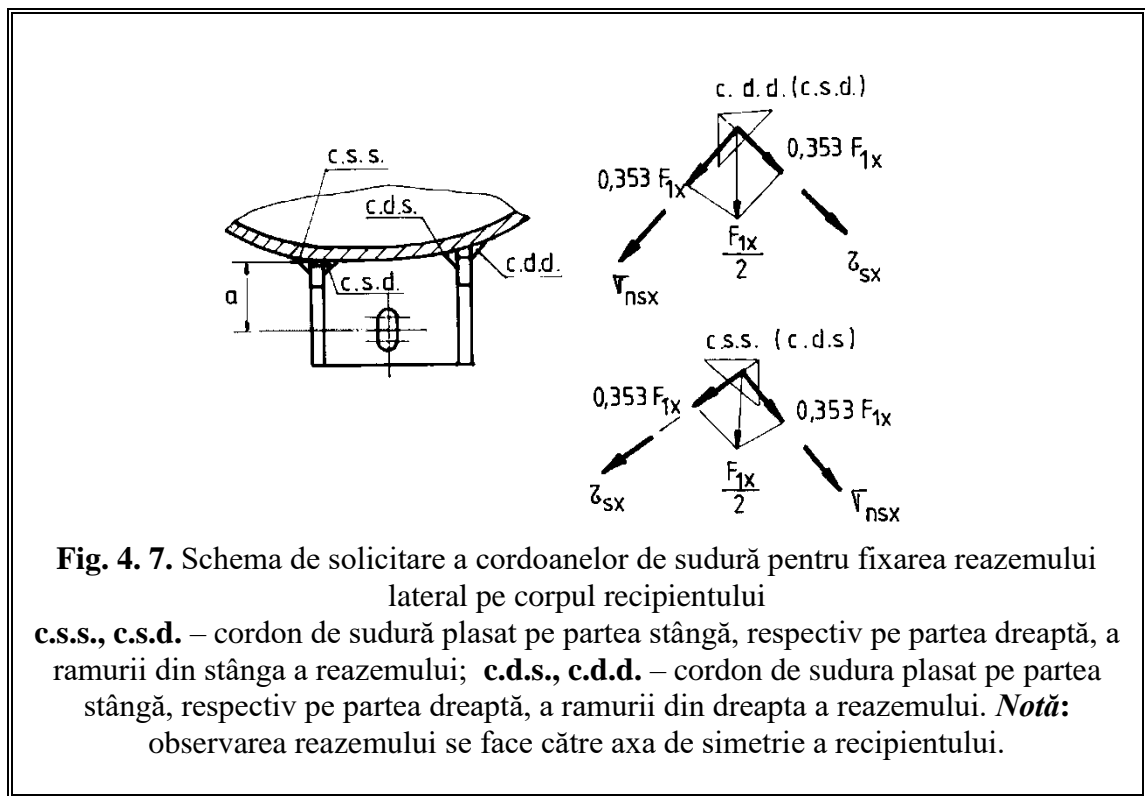 c. d. d. (c.s.d.)
0,353 F1x
0,353 F1x
F1x
2
τsx
σnsx
c.s.s.
c.d.s.
c.d.d.
c.s.d.
a
c.s.s. (c.d.s)
0,353 F1x
0,353 F1x
F1x
2
τsx
σnsx
Fig. 4. 7. Schema de solicitare a cordoanelor de sudură pentru fixarea reazemului
lateral pe corpul recipientului
c.s.s., c.s.d. – cordon de sudură plasat pe partea stângă, respectiv pe partea dreaptă, a
ramurii din stânga a reazemului; c.d.s., c.d.d. – cordon de sudura plasat pe partea
stângă, respectiv pe partea dreaptă, a ramurii din dreapta a reazemului. Notă:
observarea reazemului se face către axa de simetrie a recipientului.